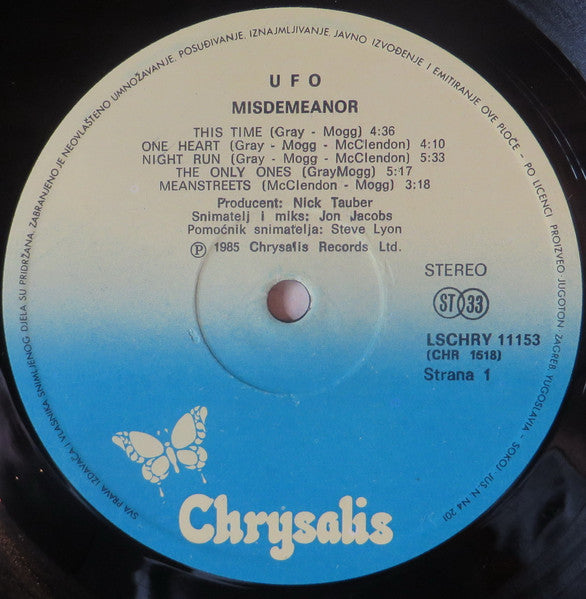 SVA PRAVA IZDAVAČA I VLASNIKA SNIMLJENOG DJELA SU PRIDRŽANA. ZABRANJENO JE NEOVLAŠTENO UMNOŽAVANJE, POSUĐIVANJE, IZNAJMLJIVANJE, JAVNO IZVOĐENJE I EMITIRANJE OVE PLOČE - PO LICENCI PROIZVEO JUGOTON ZAGREB YUGOSLAVIA - SOKOJ JUS. N. N4 201
UFO
MISDEMEANOR
THIS TIME (Gray - Mogg) 4:36
ONE HEART (Gray - Mogg - McClendon) 4:10
NIGHT RUN (Gray - Mogg - McClendon) 5:33
THE ONLY ONES (GrayMogg) 5:17
MEANSTREETS (McClendon - Mogg) 3:18
Producent: Nick Tauber
Snimatelj i miks: Jon Jacobs
Pomoćnik snimatelja: Steve Lyon
Ⓟ 1985 Chrysalis Records Ltd.
STEREO
ST 33
LSCHRY 11153
(CHR 1518)
Strana 1
Chrysalis